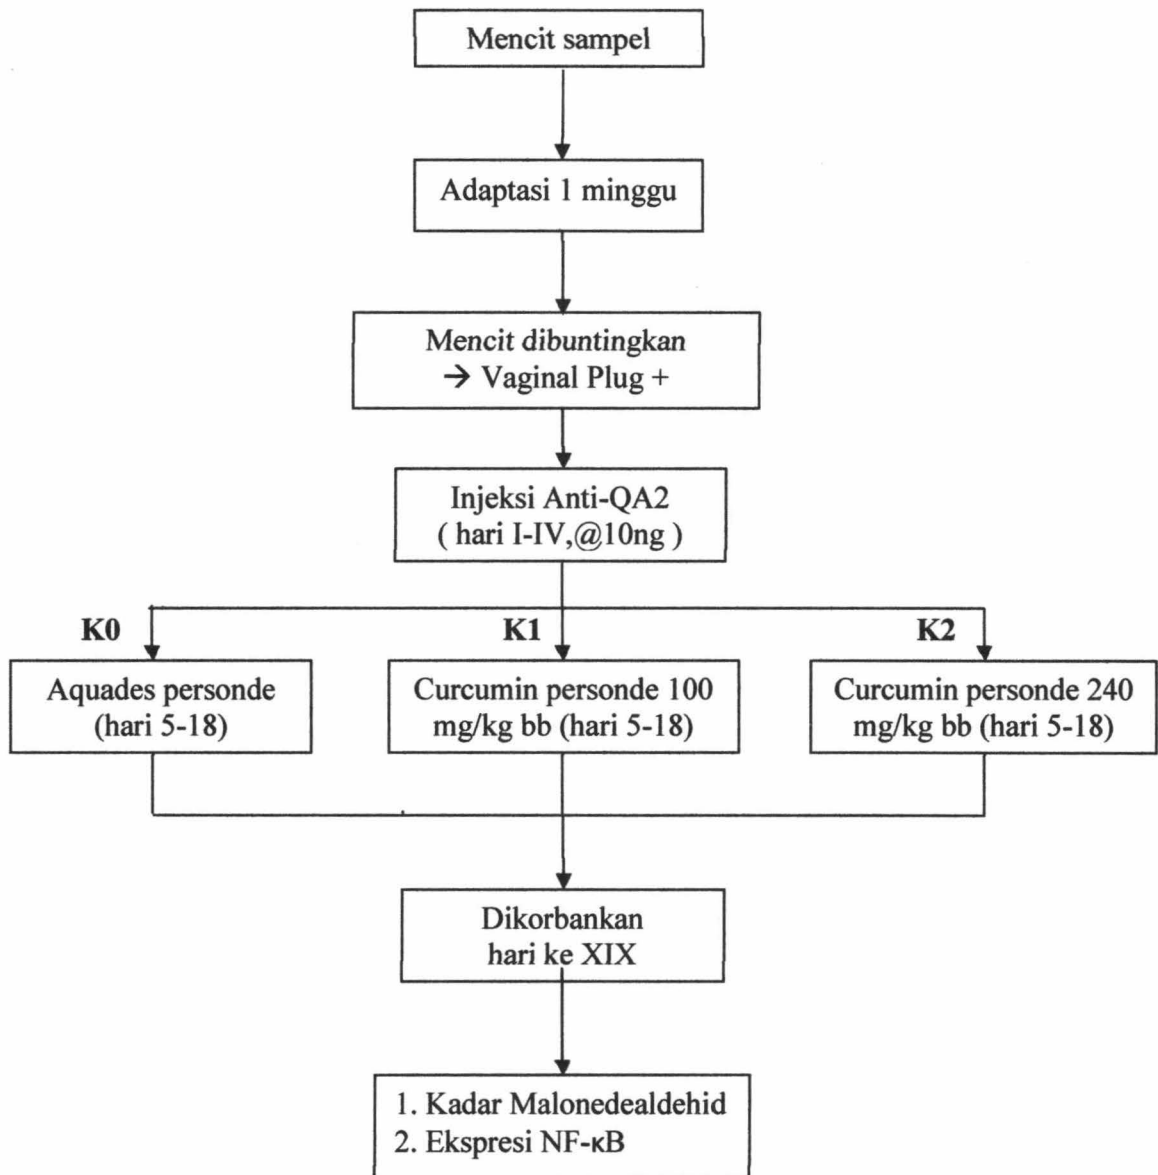 Mencit sampel
Adaptasi 1 minggu
Mencit dibuntingkan
→ Vaginal Plug +
Injeksi Anti-QA2
( hari I-IV,@10ng )
K0
K1
K2
Aquades personde
(hari 5-18)
Curcumin personde 100
mg/kg bb (hari 5-18)
Curcumin personde 240
mg/kg bb (hari 5-18)
Dikorbankan
hari ke XIX
1. Kadar Malonedealdehid
2. Ekspresi NF-κB